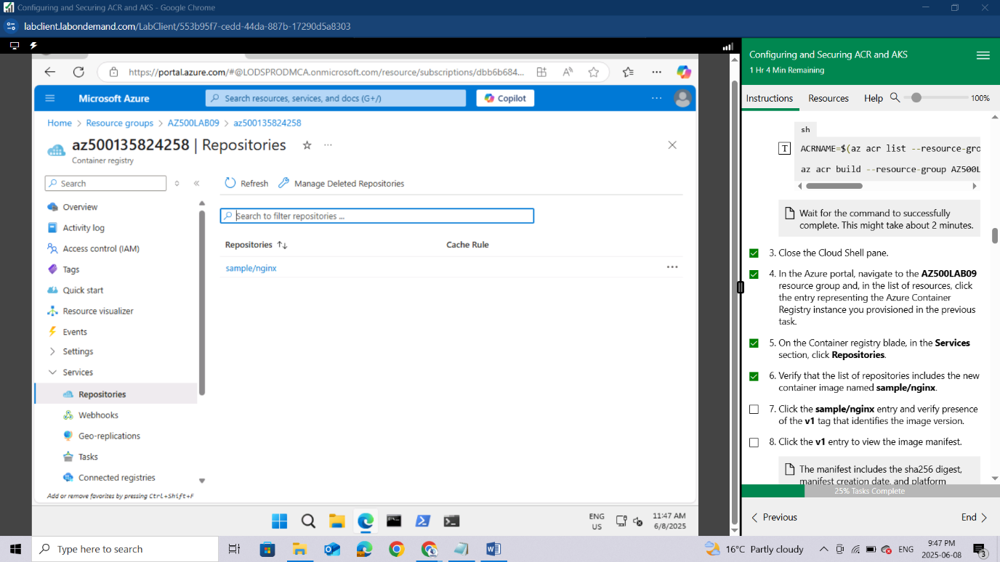 Configuring and Securing ACR and AKS - Google Chrome
labclient.labondemand.com/LabClient/553b95f7-cedd-44da-887b-17290d5a8303
https://portal.azure.com/#@LODSPRODMCA.onmicrosoft.com/resource/subscriptions/dbb6b684...
Microsoft Azure
Search resources, services, and docs (G+/)
Copilot
Home > Resource groups > AZ500LAB09 > az500135824258
az500135824258 | Repositories
Container registry
Search
Overview
Activity log
Access control (IAM)
Tags
Quick start
Resource visualizer
Events
Settings
Services
Repositories
Webhooks
Geo-replications
Tasks
Connected registries
Add or remove favorites by pressing Ctrl+Shift+F
Refresh
Manage Deleted Repositories
Search to filter repositories ...
Repositories
Cache Rule
sample/nginx
ENG
US
11:47 AM
6/8/2025
Configuring and Securing ACR and AKS
1 Hr 4 Min Remaining
Instructions
Resources
Help
100%
sh
T
ACRNAME=$(az acr list --resource-gro
az acr build --resource-group AZ500L
Wait for the command to successfully
complete. This might take about 2 minutes.
3. Close the Cloud Shell pane.
4. In the Azure portal, navigate to the AZ500LAB09
resource group and, in the list of resources, click
the entry representing the Azure Container
Registry instance you provisioned in the previous
task.
5. On the Container registry blade, in the Services
section, click Repositories.
6. Verify that the list of repositories includes the new
container image named sample/nginx.
7. Click the sample/nginx entry and verify presence
of the v1 tag that identifies the image version.
8. Click the v1 entry to view the image manifest.
The manifest includes the sha256 digest,
manifest creation date, and platform
25% Tasks Complete
Previous
End
Type here to search
16°C Partly cloudy
ENG
9:47 PM
2025-06-08
3